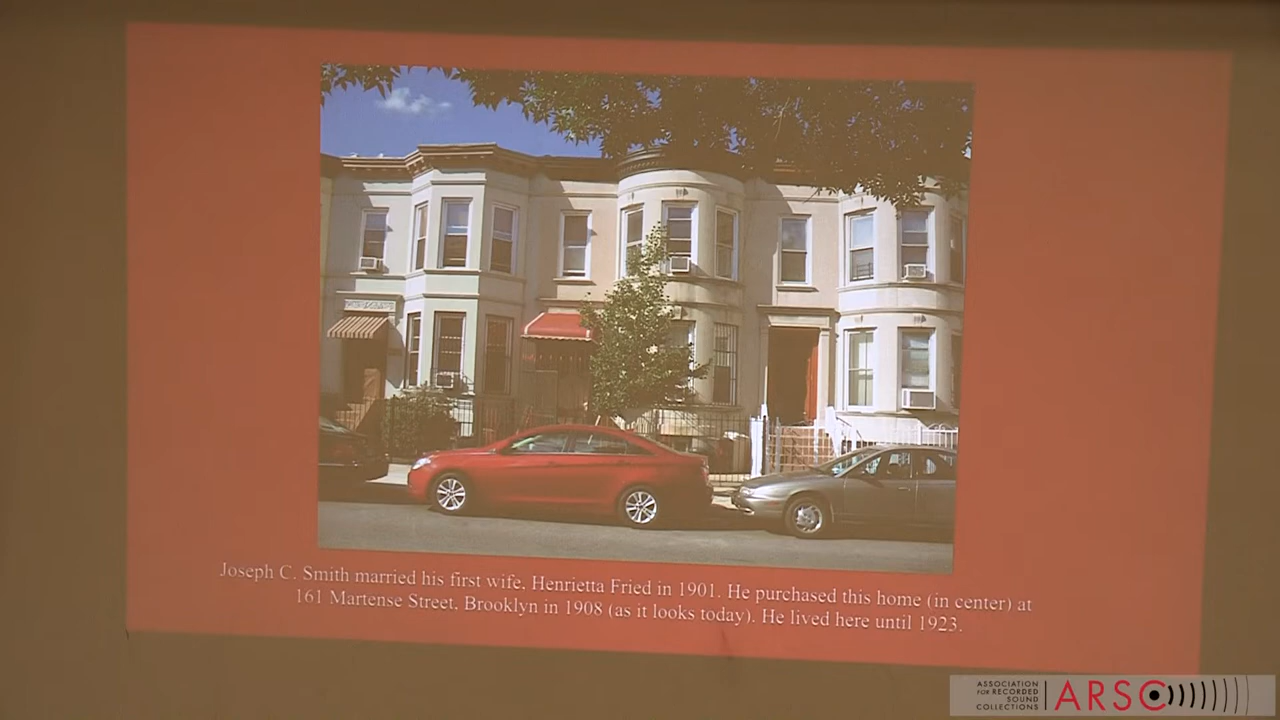 Joseph C. Smith married his first wife, Henrietta Fried in 1901. He purchased this home (in center) at
161 Martense Street, Brooklyn in 1908 (as it looks today). He lived here until 1923.
ASSOCIATION
FOR RECORDED
SOUND
COLLECTIONS
ARSC